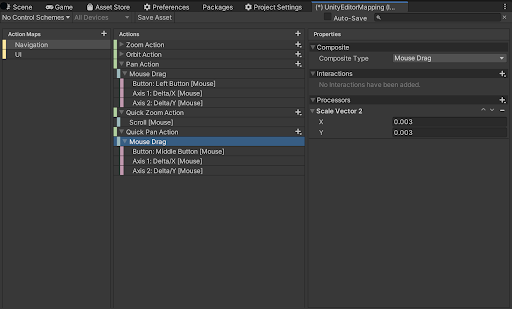 Scene Game Asset Store Preferences Packages Project Settings (*) UnityEditorMapping (I...
No Control Schemes All Devices Save Asset Auto-Save
Action Maps + Actions + Properties
Navigation
UI
Zoom Action
Orbit Action
Pan Action
Mouse Drag
Button: Left Button [Mouse]
Axis 1: Delta/X [Mouse]
Axis 2: Delta/Y [Mouse]
Quick Zoom Action
Scroll [Mouse]
Quick Pan Action
Mouse Drag
Button: Middle Button [Mouse]
Axis 1: Delta/X [Mouse]
Axis 2: Delta/Y [Mouse]
Composite
Composite Type Mouse Drag
Interactions
No Interactions have been added.
Processors
Scale Vector 2
X 0.003
Y 0.003